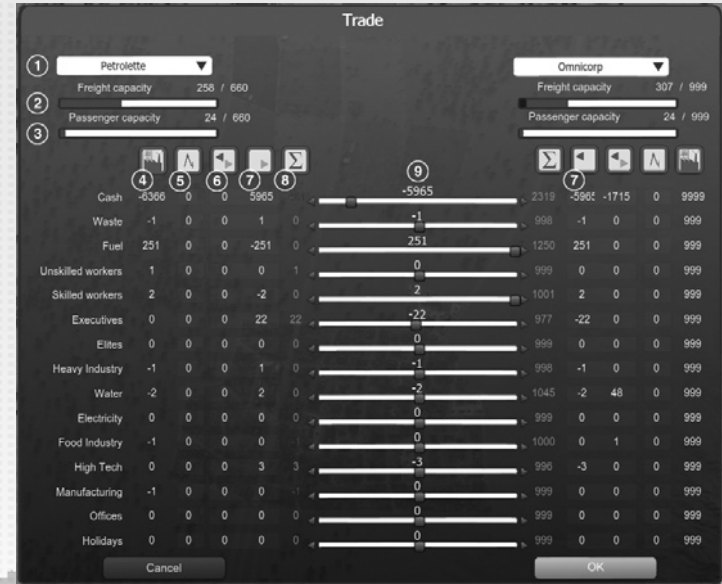 Trade
1 Petrolette ▼ Omnicorp ▼
Freight capacity 258 / 660 Freight capacity 307 / 999
2
Passenger capacity 24 / 660 Passenger capacity 24 / 999
3
Σ Σ
4 5 6 7 8 9 7
Cash -6366 0 0 5965 -5965 2319 -1715 0 9999
Waste -1 0 0 1 0 -1 998 -1 0 0 999
Fuel 251 0 0 -251 0 251 1250 251 0 0 999
Unskilled workers 1 0 0 0 1 0 999 0 0 0 999
Skilled workers 2 0 0 -2 0 2 1001 2 0 0 999
Executives 0 0 0 22 22 -22 977 -22 0 0 999
Elites 0 0 0 0 0 0 999 0 0 0 999
Heavy Industry -1 0 0 1 0 -1 998 -1 0 0 999
Water -2 0 0 2 0 -2 1045 -2 48 0 999
Electricity 0 0 0 0 0 0 999 0 0 0 999
Food Industry -1 0 0 0 -1 0 1000 0 1 0 999
High Tech 0 0 0 3 3 -3 996 -3 0 0 999
Manufacturing -1 0 0 0 -1 0 999 0 0 0 999
Offices 0 0 0 0 0 0 999 0 0 0 999
Holidays 0 0 0 0 0 0 999 0 0 0 999
Cancel OK